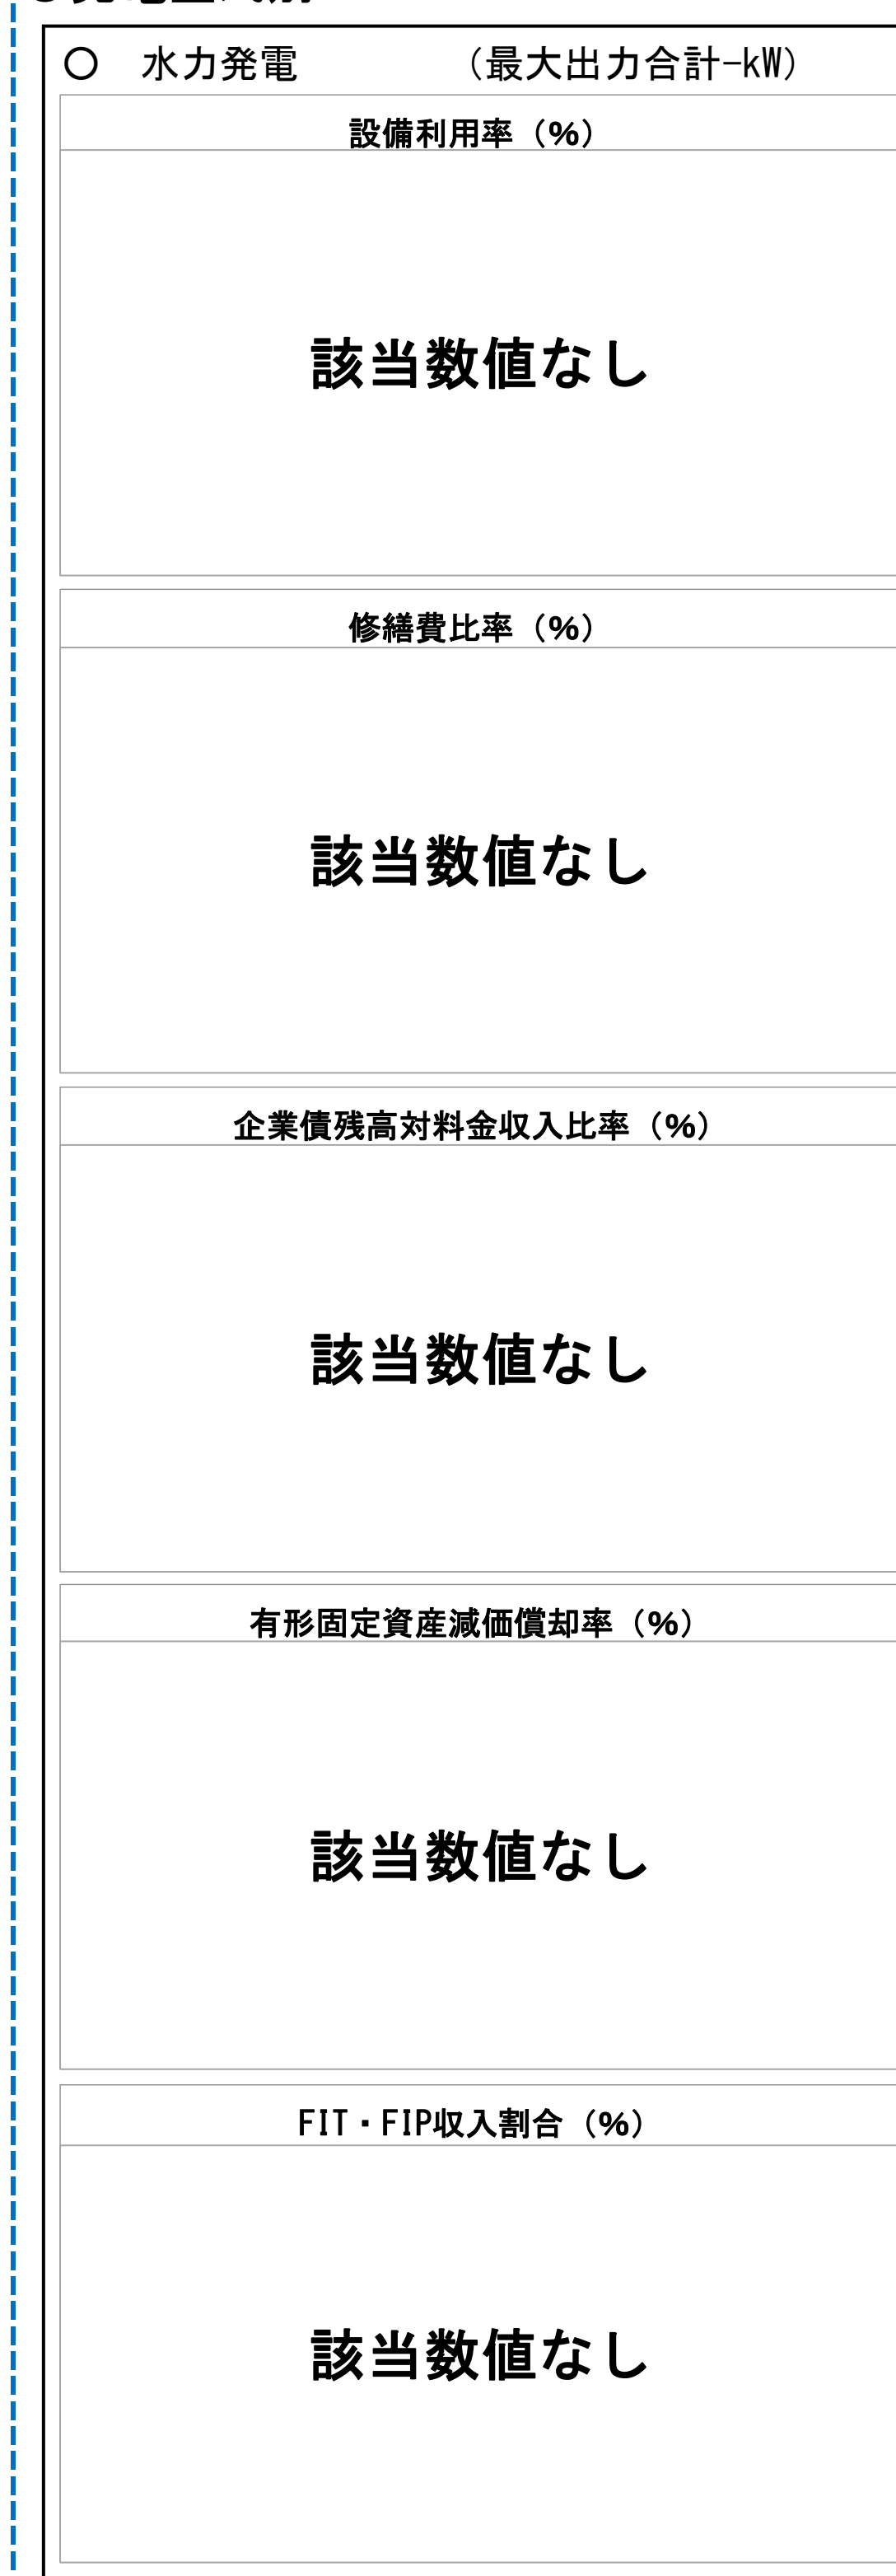 〇　水力発電　　　　（最大出力合計-kW）
設備利用率（％）
該当数値なし
修繕費比率（％）
該当数値なし
企業債残高対料金収入比率（％）
該当数値なし
有形固定資産減価償却率（％）
該当数値なし
FIT・FIP収入割合（％）
該当数値なし